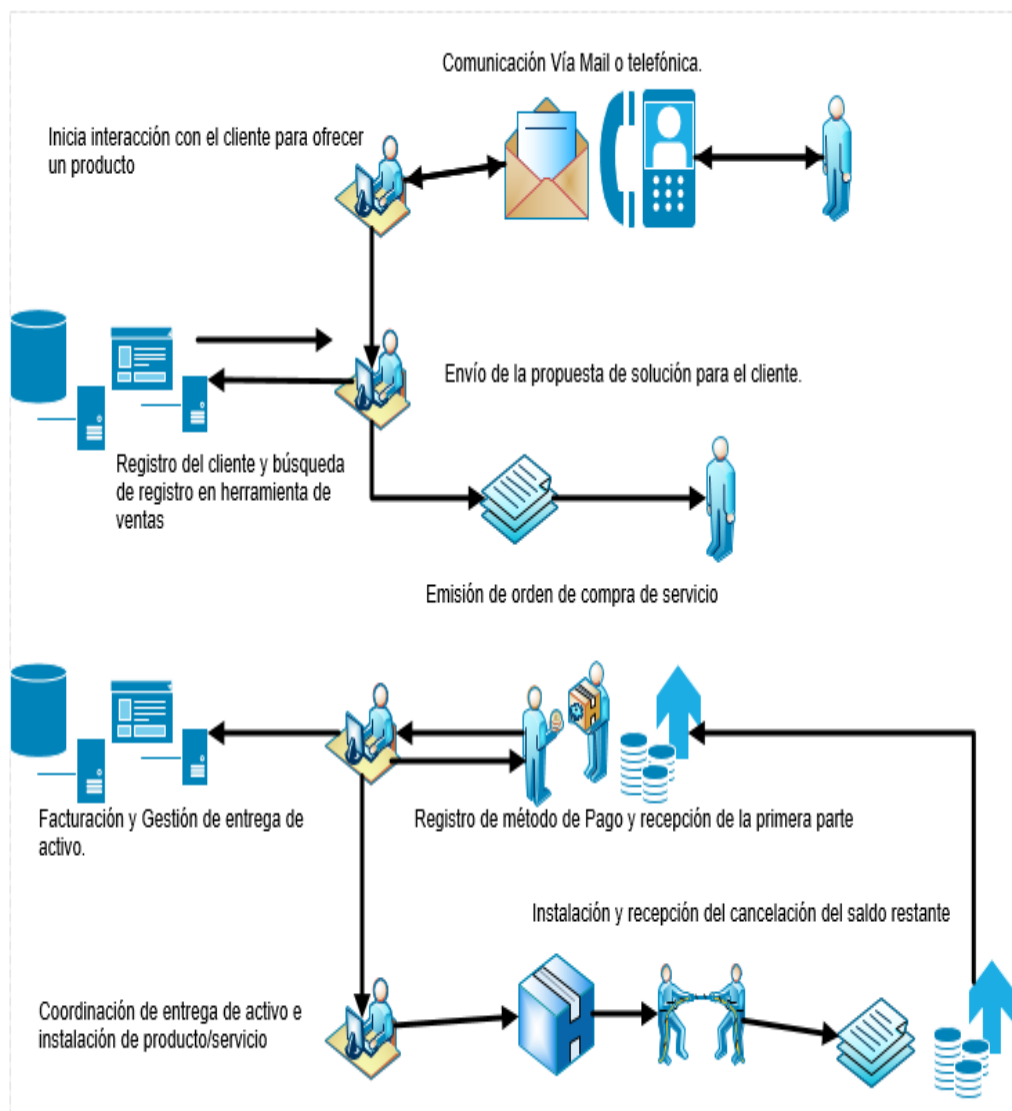 Comunicación Vía Mail o telefónica.
Inicia interacción con el cliente para ofrecer
un producto
Envío de la propuesta de solución para el cliente.
Registro del cliente y búsqueda
de registro en herramienta de
ventas
Emisión de orden de compra de servicio
Facturación y Gestión de entrega de
activo.
Registro de método de Pago y recepción de la primera parte
Instalación y recepción del cancelación del saldo restante
Coordinación de entrega de activo e
instalación de producto/servicio